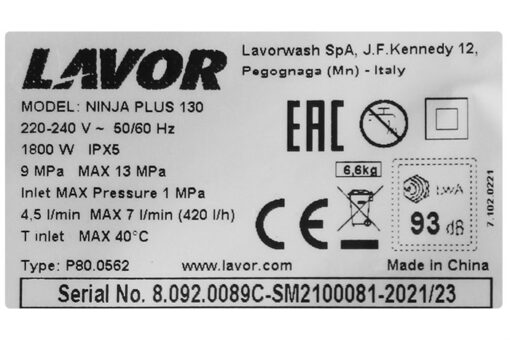 LAVOR
Lavorwash SpA, J.F.Kennedy 12,
Pegognaga (Mn) - Italy
MODEL: NINJA PLUS 130
220-240 V ~ 50/60 Hz
1800 W IPX5
9 MPa MAX 13 MPa
Inlet MAX Pressure 1 MPa
4,5 l/min MAX 7 l/min (420 l/h)
T inlet MAX 40°C
EAC
CE
6,6kg
LWA
93 dB
7.102.0221
Type: P80.0562 www.lavor.com Made in China
Serial No. 8.092.0089C-SM2100081-2021/23